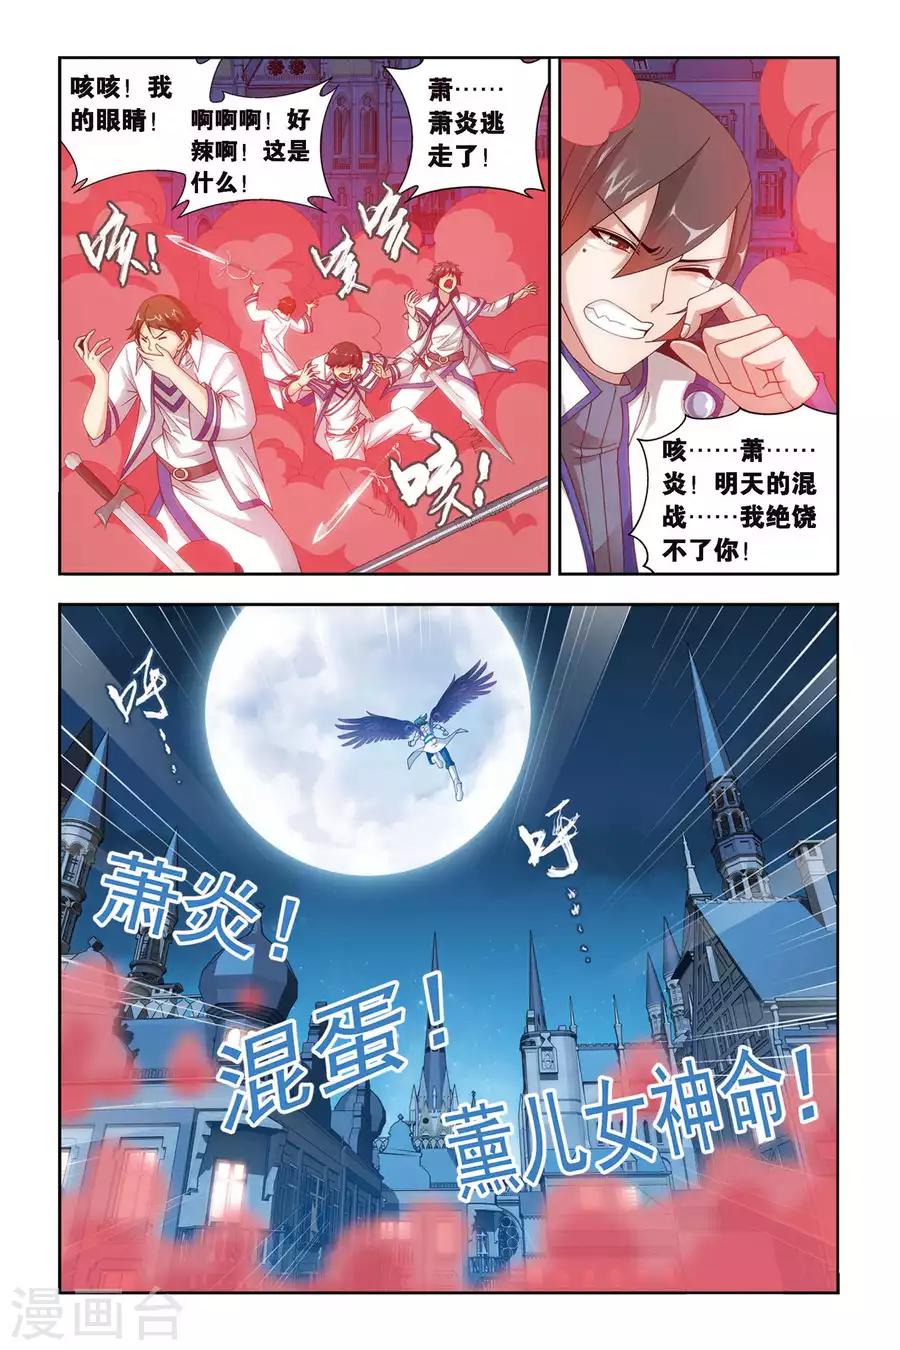 咳咳！我
的眼睛！
啊啊啊！好
辣啊！这是
什么！
萧……
萧炎逃
走了！
咳！
咳
咳
咳！
咳……萧……
炎！明天的混
战……我绝饶
不了你！
呼…
呼…
萧炎！
混蛋！
薰儿女神命！
漫画台